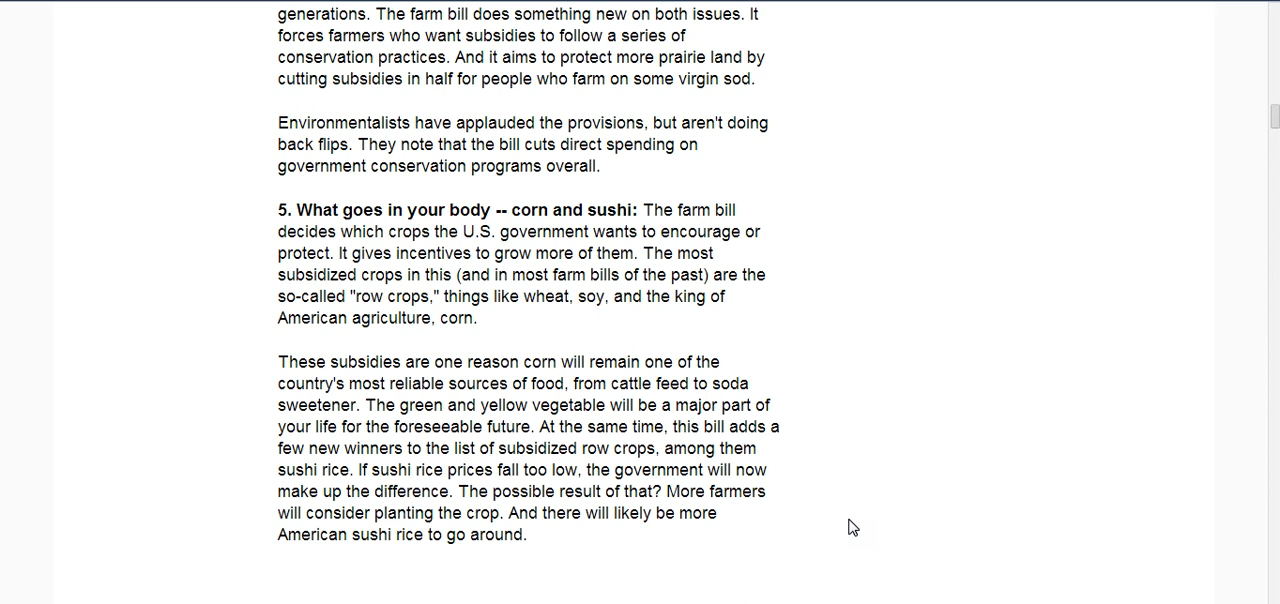 generations. The farm bill does something new on both issues. It
forces farmers who want subsidies to follow a series of
conservation practices. And it aims to protect more prairie land by
cutting subsidies in half for people who farm on some virgin sod.
Environmentalists have applauded the provisions, but aren't doing
back flips. They note that the bill cuts direct spending on
government conservation programs overall.
5. What goes in your body -- corn and sushi: The farm bill
decides which crops the U.S. government wants to encourage or
protect. It gives incentives to grow more of them. The most
subsidized crops in this (and in most farm bills of the past) are the
so-called "row crops," things like wheat, soy, and the king of
American agriculture, corn.
These subsidies are one reason corn will remain one of the
country's most reliable sources of food, from cattle feed to soda
sweetener. The green and yellow vegetable will be a major part of
your life for the foreseeable future. At the same time, this bill adds a
few new winners to the list of subsidized row crops, among them
sushi rice. If sushi rice prices fall too low, the government will now
make up the difference. The possible result of that? More farmers
will consider planting the crop. And there will likely be more
American sushi rice to go around.